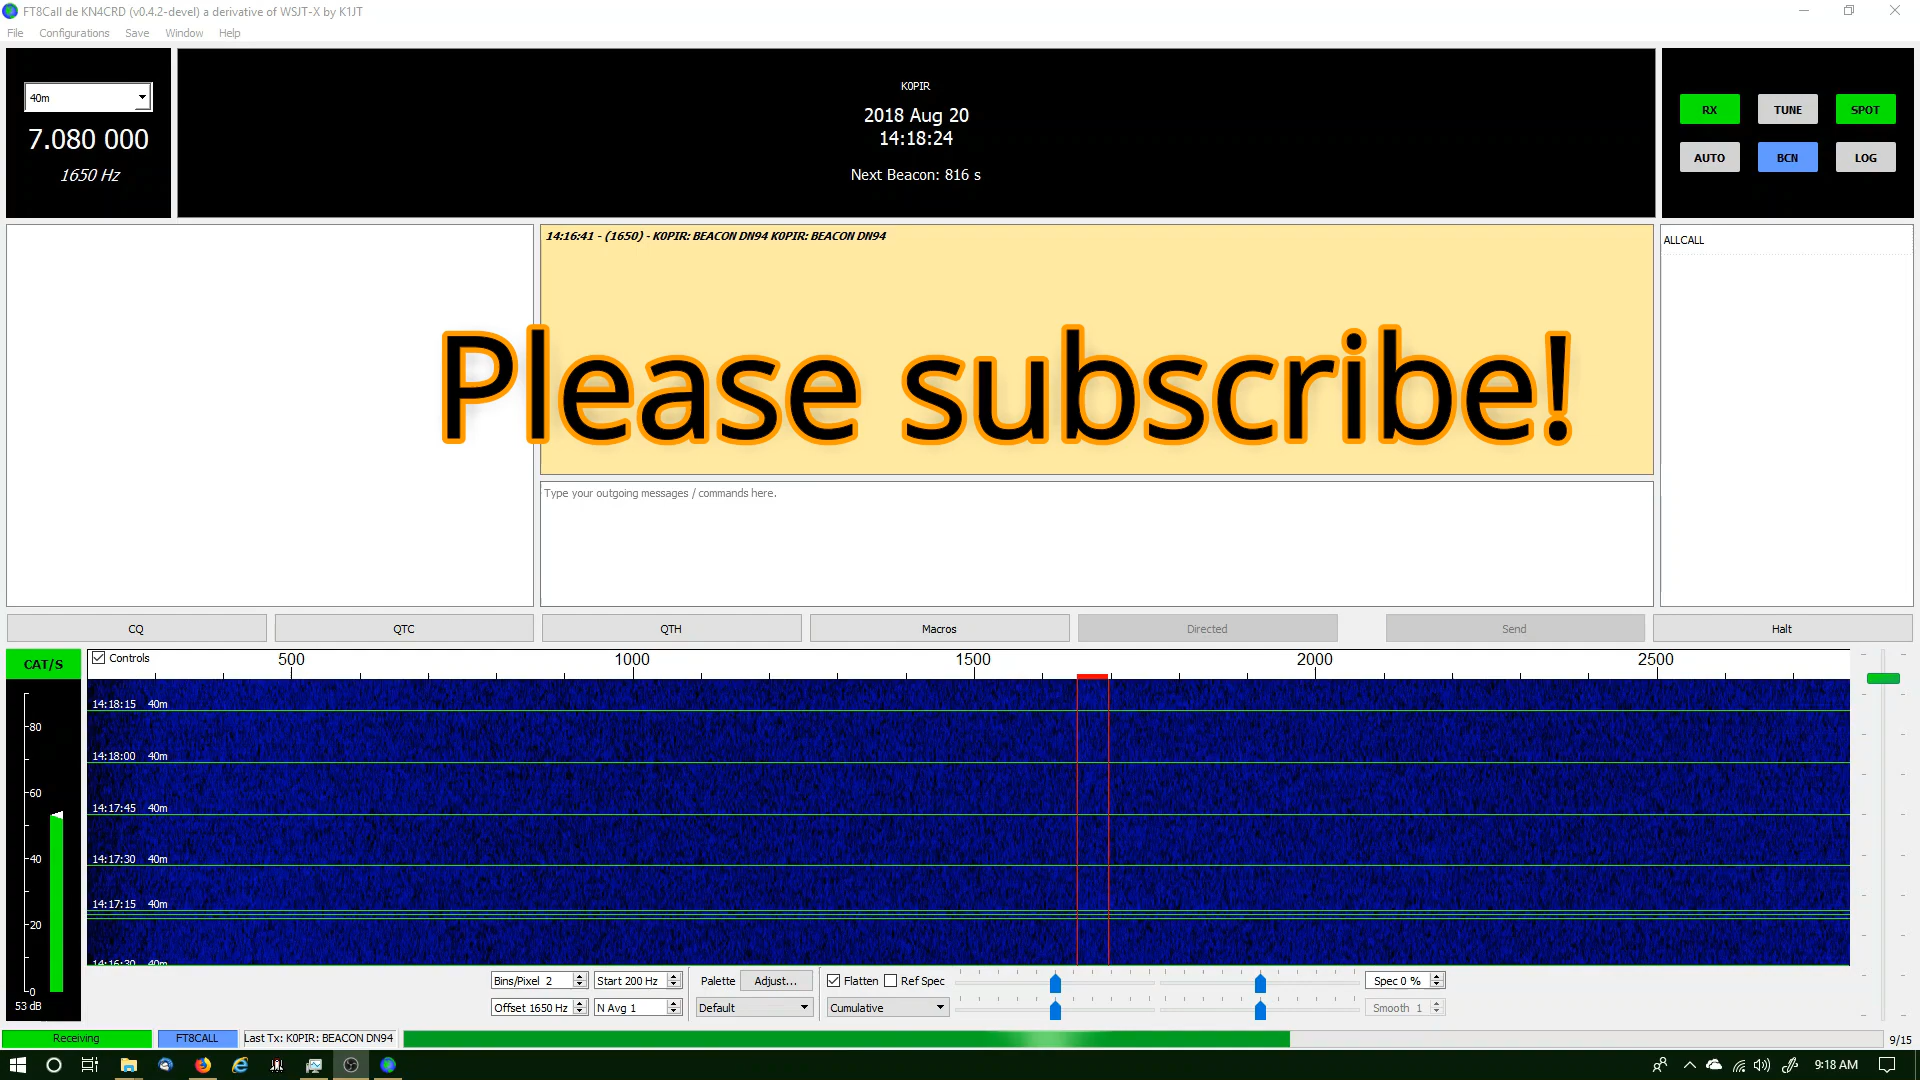 FT8Call de KN4CRD (v0.4.2-devel) a derivative of WSJT-X by K1JT
File Configurations Save Window Help
40m
7.080 000
1650 Hz
K0PIR
2018 Aug 20
14:18:24
Next Beacon: 816 s
RX TUNE SPOT
AUTO BCN LOG
14:16:41 - (1650) - K0PIR: BEACON DN94 K0PIR: BEACON DN94
ALLCALL
Please subscribe!
Type your outgoing messages / commands here.
CQ QTC QTH Macros Directed Send Halt
CAT/S
Controls 500 1000 1500 2000 2500
14:18:15 40m
14:18:00 40m
14:17:45 40m
14:17:30 40m
14:17:15 40m
14:16:30 40m
80
60
40
20
0
53 dB
Bins/Pixel 2 Start 200 Hz Palette Adjust... Flatten Ref Spec Spec 0 %
Offset 1650 Hz N Avg 1 Default Cumulative Smooth 1
Receiving FT8CALL Last Tx: K0PIR: BEACON DN94 9/15
9:18 AM